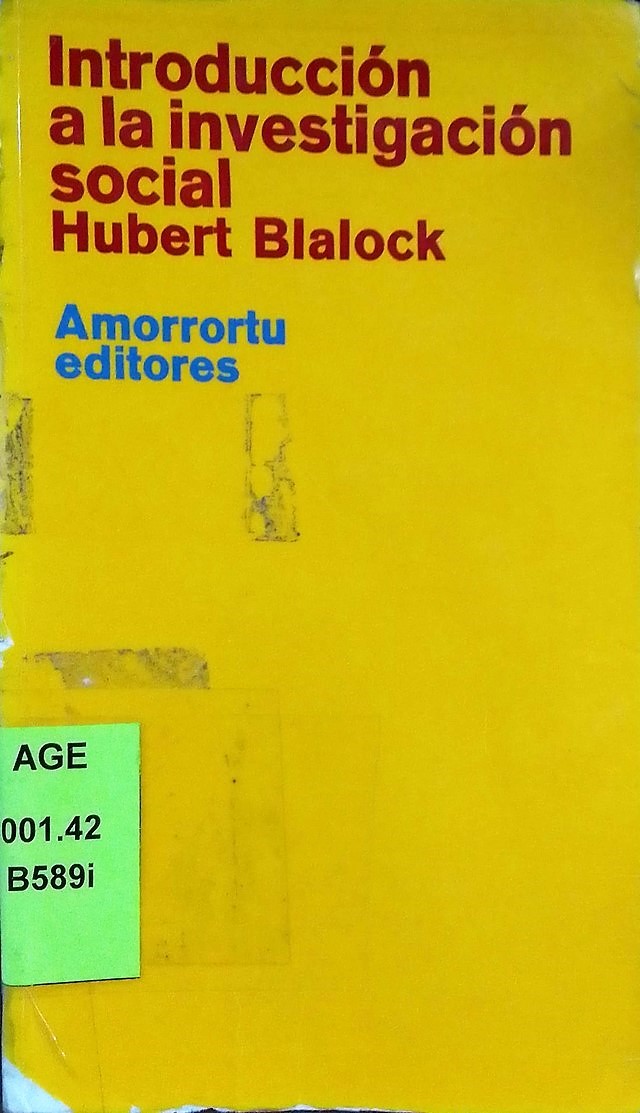 Introducción
a la investigación
social
Hubert Blalock
Amorrortu
editores
AGE
001.42
B589i